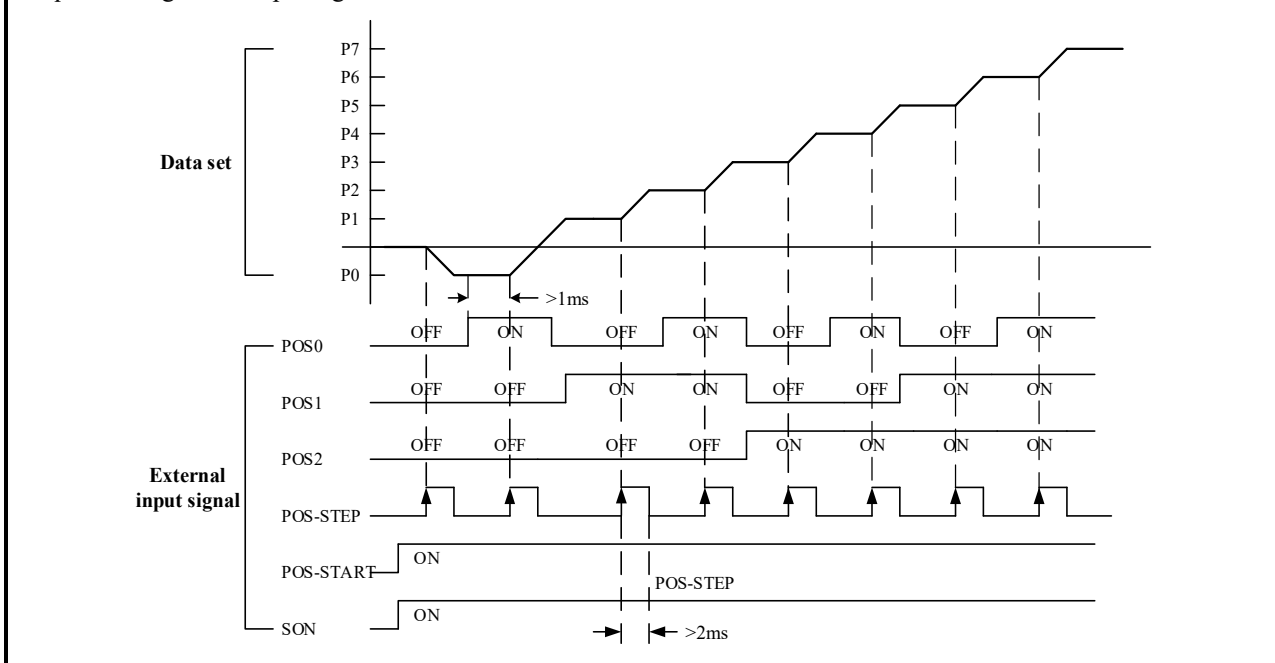 P7
P6
P5
P4
P3
P2
P1
P0
Data set
>1ms
OFF ON OFF ON OFF ON OFF ON
POS0
OFF OFF ON ON OFF OFF ON ON
POS1
OFF OFF OFF OFF ON ON ON ON
POS2
External
input signal
POS-STEP
ON
POS-START
POS-STEP
ON
SON
>2ms